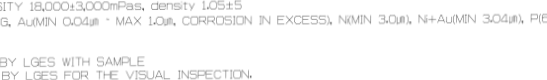 SITY 18,000±3,000mPas, density 1.05±5
G, Au(MIN 0.04㎛ ~ MAX 1.0㎛, CORROSION IN EXCESS), Ni(MIN 3.0㎛), Ni+Au(MIN 3.04㎛), P(6
BY LGES WITH SAMPLE
BY LGES FOR THE VISUAL INSPECTION.